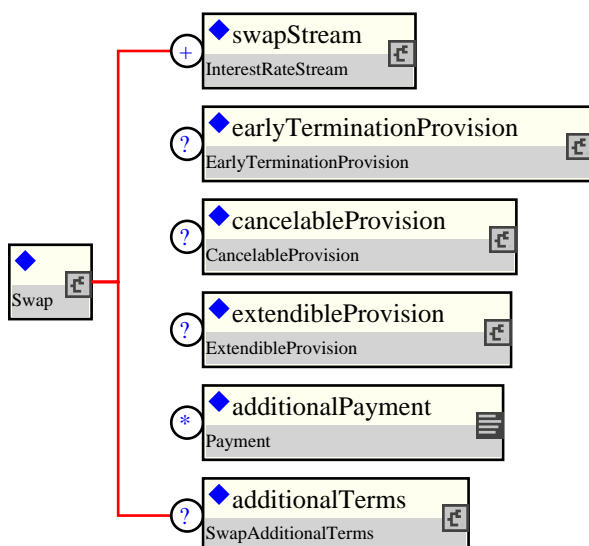 +
swapStream
InterestRateStream
?
earlyTerminationProvision
EarlyTerminationProvision
?
cancelableProvision
CancelableProvision
Swap
?
extendibleProvision
ExtendibleProvision
*
additionalPayment
Payment
?
additionalTerms
SwapAdditionalTerms